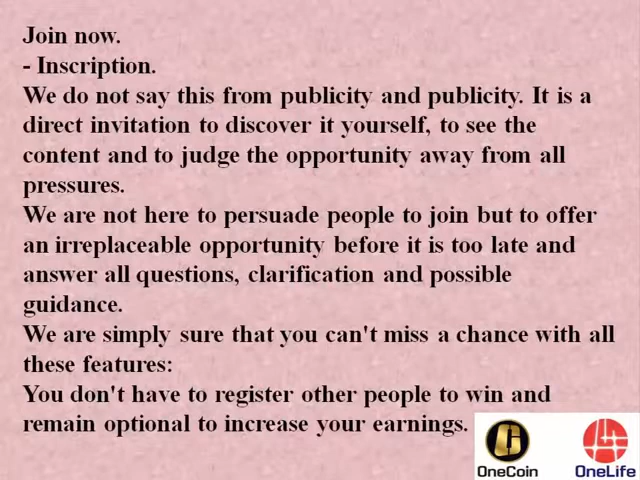 Join now.
- Inscription.
We do not say this from publicity and publicity. It is a
direct invitation to discover it yourself, to see the
content and to judge the opportunity away from all
pressures.
We are not here to persuade people to join but to offer
an irreplaceable opportunity before it is too late and
answer all questions, clarification and possible
guidance.
We are simply sure that you can't miss a chance with all
these features:
You don't have to register other people to win and
remain optional to increase your earnings.
OneCoin
OneLife